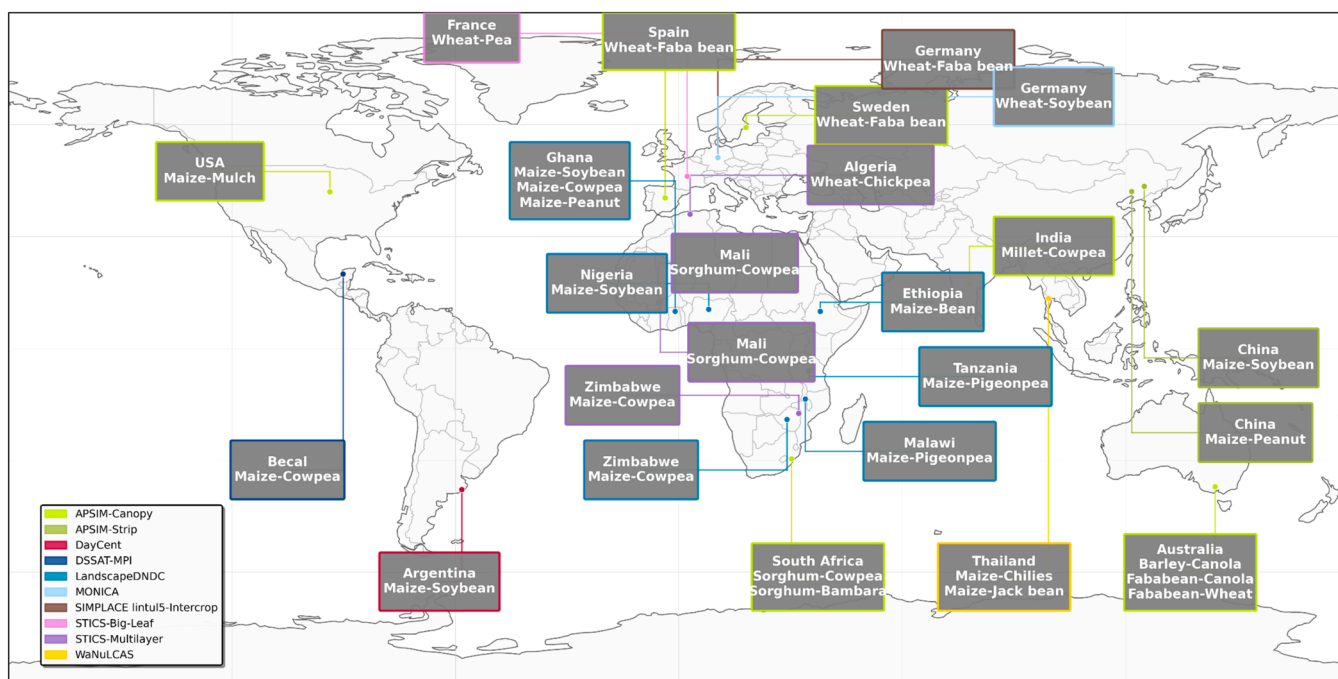 France
Wheat-Pea
Spain
Wheat-Faba bean
Germany
Wheat-Faba bean
Germany
Wheat-Soybean
Sweden
Wheat-Faba bean
USA
Maize-Mulch
Ghana
Maize-Soybean
Maize-Cowpea
Maize-Peanut
Algeria
Wheat-Chickpea
Mali
Sorghum-Cowpea
India
Millet-Cowpea
Nigeria
Maize-Soybean
Ethiopia
Maize-Bean
Mali
Sorghum-Cowpea
China
Maize-Soybean
Tanzania
Maize-Pigeonpea
Zimbabwe
Maize-Cowpea
China
Maize-Peanut
Becal
Maize-Cowpea
Zimbabwe
Maize-Cowpea
Malawi
Maize-Pigeonpea
APSIM-Canopy
APSIM-Strip
DayCent
DSSAT-MPI
LandscapeDNDC
MONICA
SIMPLACE lintul5-Intercrop
STICS-Big-Leaf
STICS-Multilayer
WaNuLCAS
Argentina
Maize-Soybean
South Africa
Sorghum-Cowpea
Sorghum-Bambara
Thailand
Maize-Chilies
Maize-Jack bean
Australia
Barley-Canola
Fababean-Canola
Fababean-Wheat